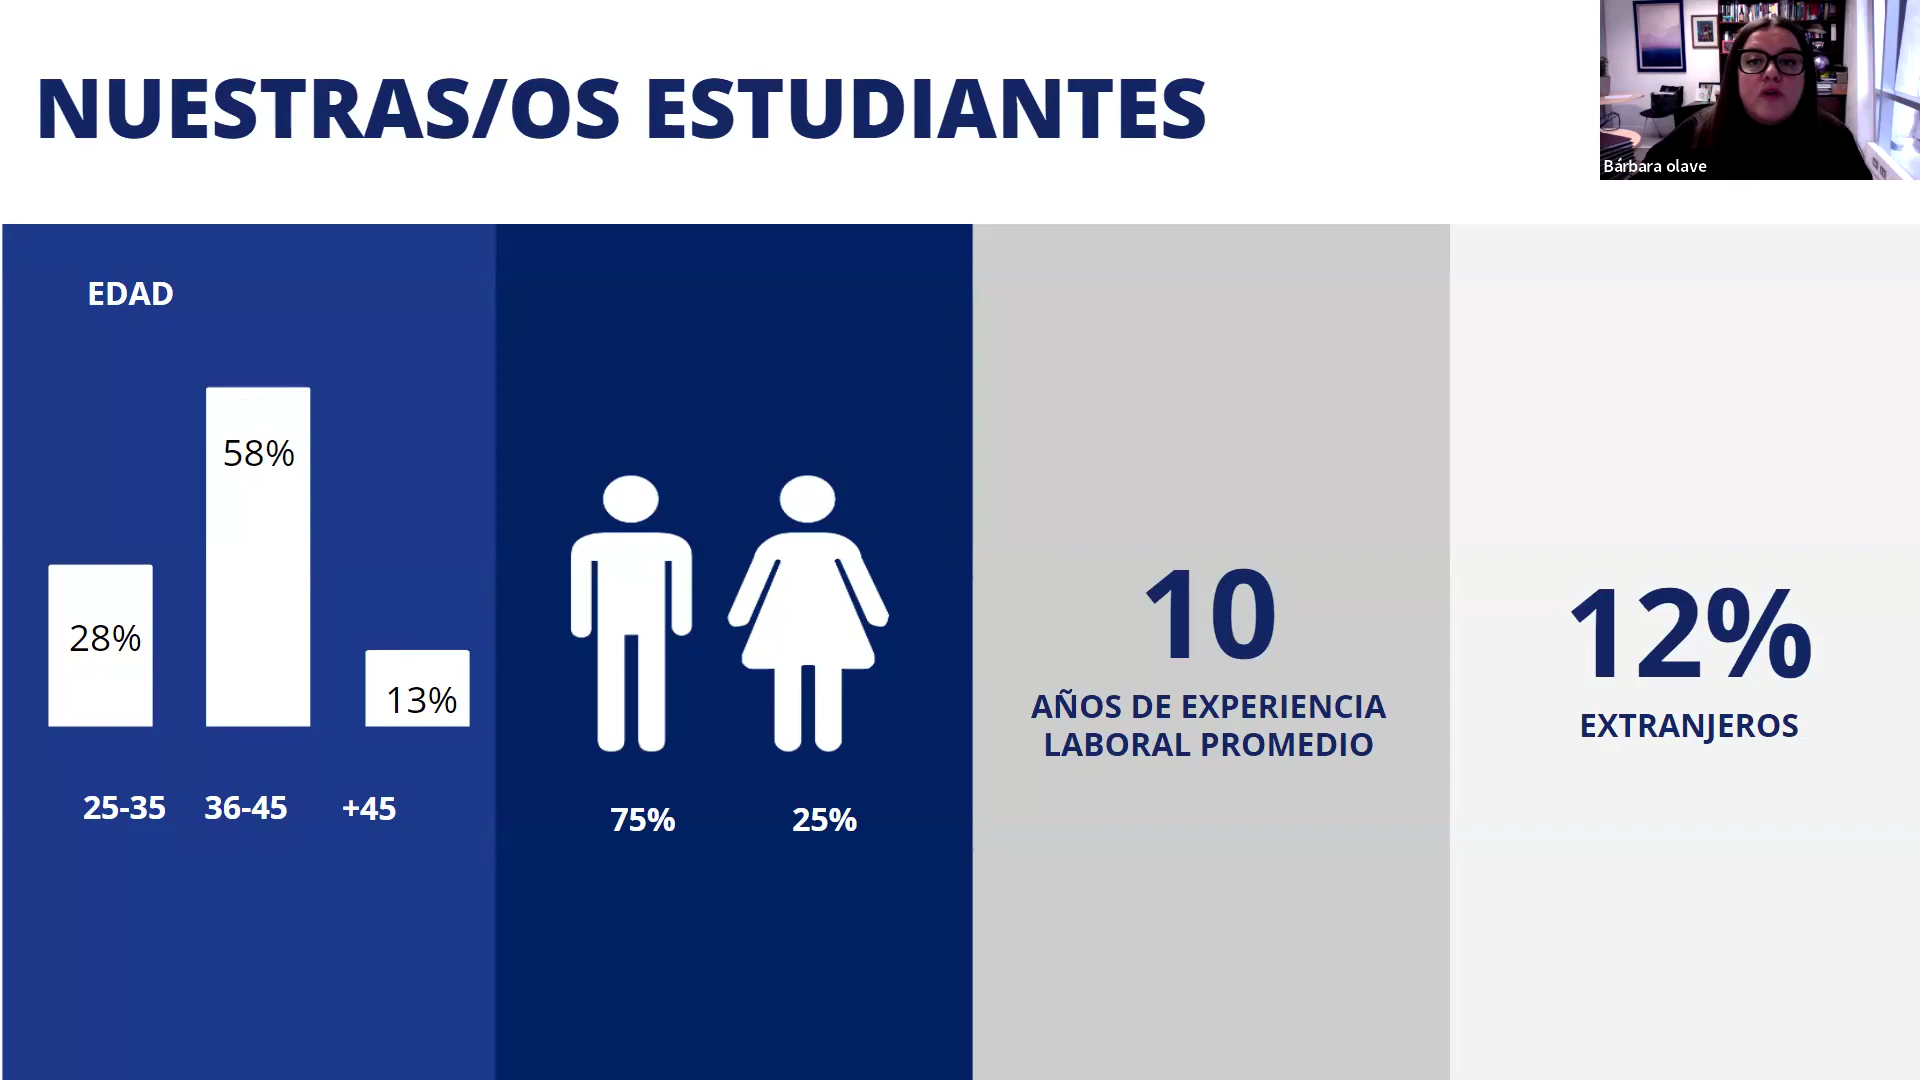 NUESTRAS/OS ESTUDIANTES
Bárbara olave
EDAD
58%
28%
13%
25-35 36-45 +45
75% 25%
10
AÑOS DE EXPERIENCIA
LABORAL PROMEDIO
12%
EXTRANJEROS